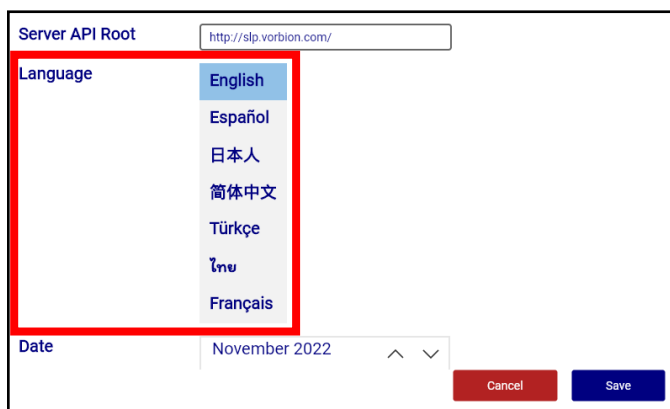 Server API Root
http://slp.vorbion.com/
Language
English
Español
日本人
简体中文
Türkçe
ไทย
Français
Date
November 2022
Cancel
Save